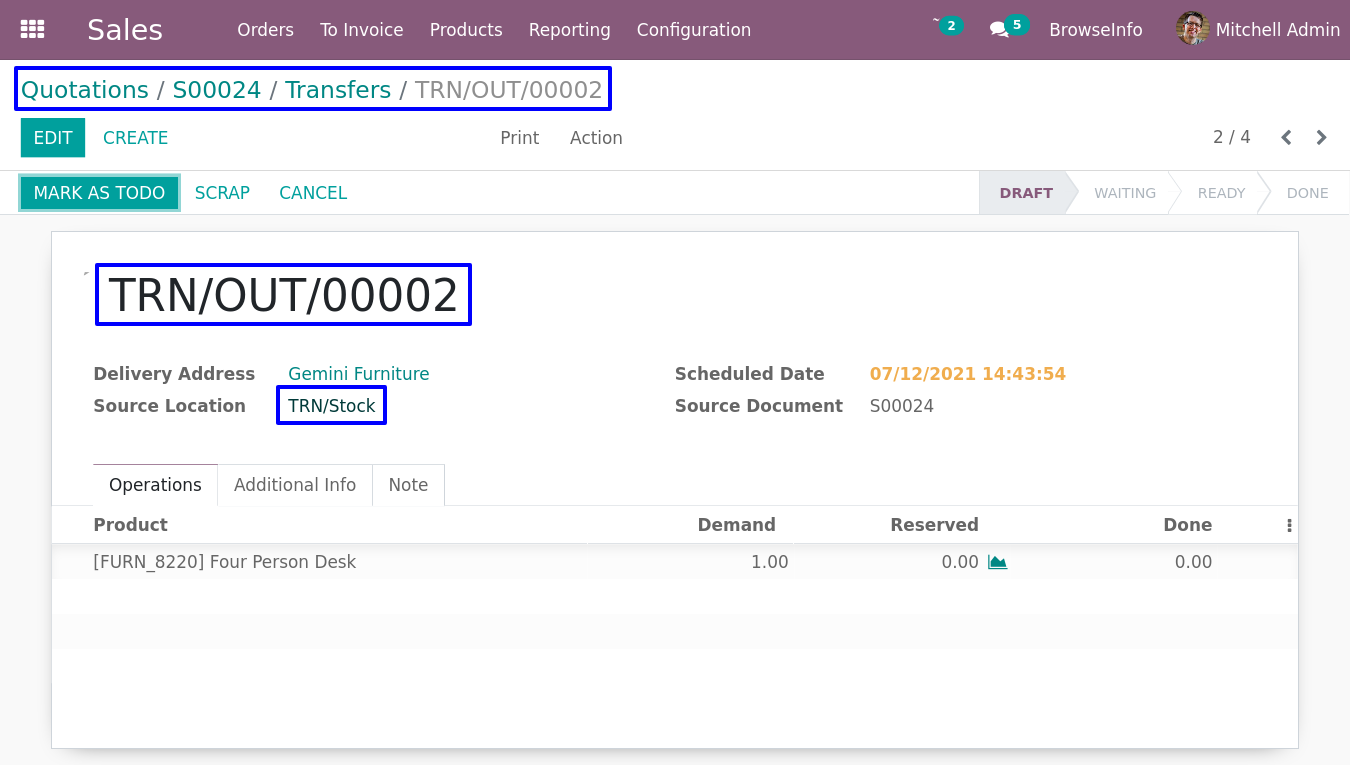 Sales Orders To Invoice Products Reporting Configuration 2 5 BrowseInfo Mitchell Admin
Quotations / S00024 / Transfers / TRN/OUT/00002
EDIT CREATE Print Action 2 / 4
MARK AS TODO SCRAP CANCEL DRAFT WAITING READY DONE
TRN/OUT/00002
Delivery Address Gemini Furniture Scheduled Date 07/12/2021 14:43:54
Source Location TRN/Stock Source Document S00024
Operations Additional Info Note
Product Demand Reserved Done
[FURN_8220] Four Person Desk 1.00 0.00 0.00